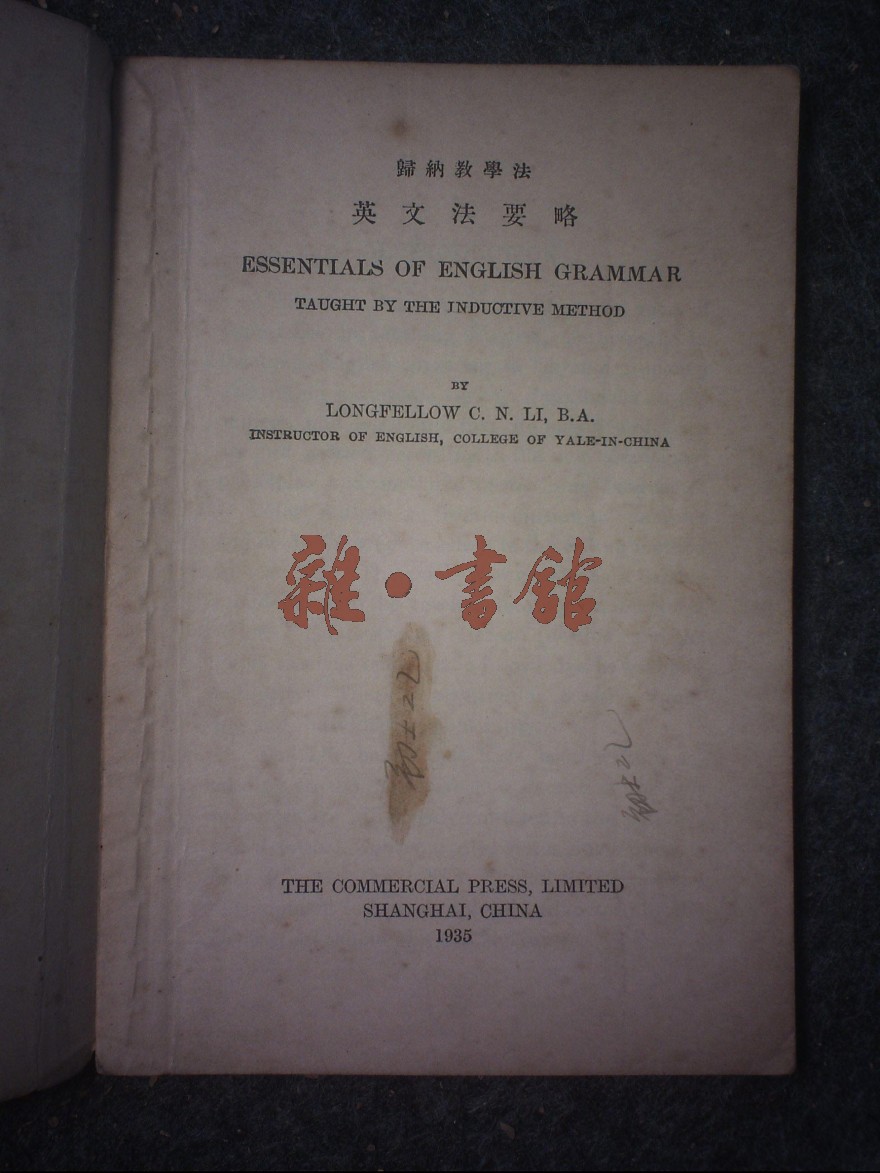 歸納教學法
英文法要略
ESSENTIALS OF ENGLISH GRAMMAR
TAUGHT BY THE INDUCTIVE METHOD
BY
LONGFELLOW C. N. LI, B.A.
INSTRUCTOR OF ENGLISH, COLLEGE OF YALE-IN-CHINA
雜·書館
THE COMMERCIAL PRESS, LIMITED
SHANGHAI, CHINA
1935